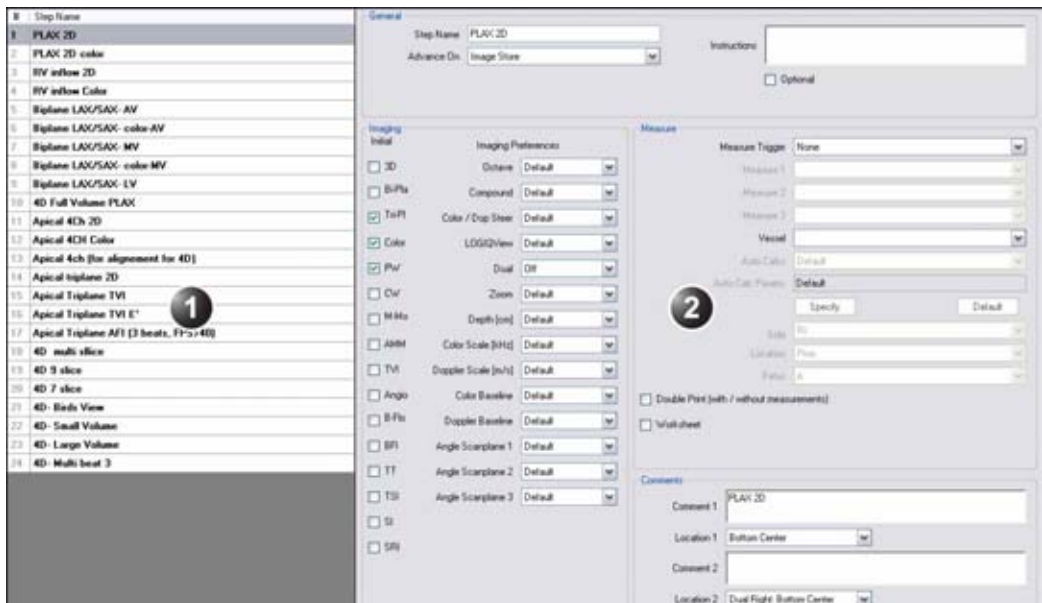 # Step Name
1 PLAX 2D
2 PLAX 2D color
3 RV inflow 2D
4 RV inflow Color
5 Biplane LAX/SAX- AV
6 Biplane LAX/SAX- color-AV
7 Biplane LAX/SAX- MV
8 Biplane LAX/SAX- color-MV
9 Biplane LAX/SAX- LV
10 4D Full Volume PLAX
11 Apical 4Ch 2D
12 Apical 4CH Color
13 Apical 4ch (for alignement for 4D)
14 Apical triplane 2D
15 Apical Triplane TVI
16 Apical Triplane TVI E'
17 Apical Triplane AFI (3 beats, FPS>40)
18 4D multi sllice
19 4D 9 slice
20 4D 7 slice
21 4D- Birds View
22 4D- Small Volume
23 4D- Large Volume
24 4D- Multi beat 3
1
General
Step Name PLAX 2D
Advance On Image Store
Instructions
Optional
Imaging
Initial Imaging Preferences
3D Octave Default
B-Pla Compound Default
Tri-Pl Color / Dop Steer Default
Color LOGIQView Default
PW Dual Off
CW Zoom Default
M-Mo Depth [cm] Default
AMM Color Scale [kHz] Default
TVI Doppler Scale [m/s] Default
Angio Color Baseline Default
B-Flo Doppler Baseline Default
BFI Angle Scanplane 1 Default
TT Angle Scanplane 2 Default
TSI Angle Scanplane 3 Default
SI
SRI
Measure
Measure Trigger None
Measure 1
Measure 2
Measure 3
Vessel
Auto Calcs Default
Auto Calc Params Default
Specify Default
2
Side
Location Prox
Fetus A
Double Print (with / without measurements)
Worksheet
Comments
Comment 1 PLAX 2D
Location 1 Bottom Center
Comment 2
Location 2 Dual Right: Bottom Center